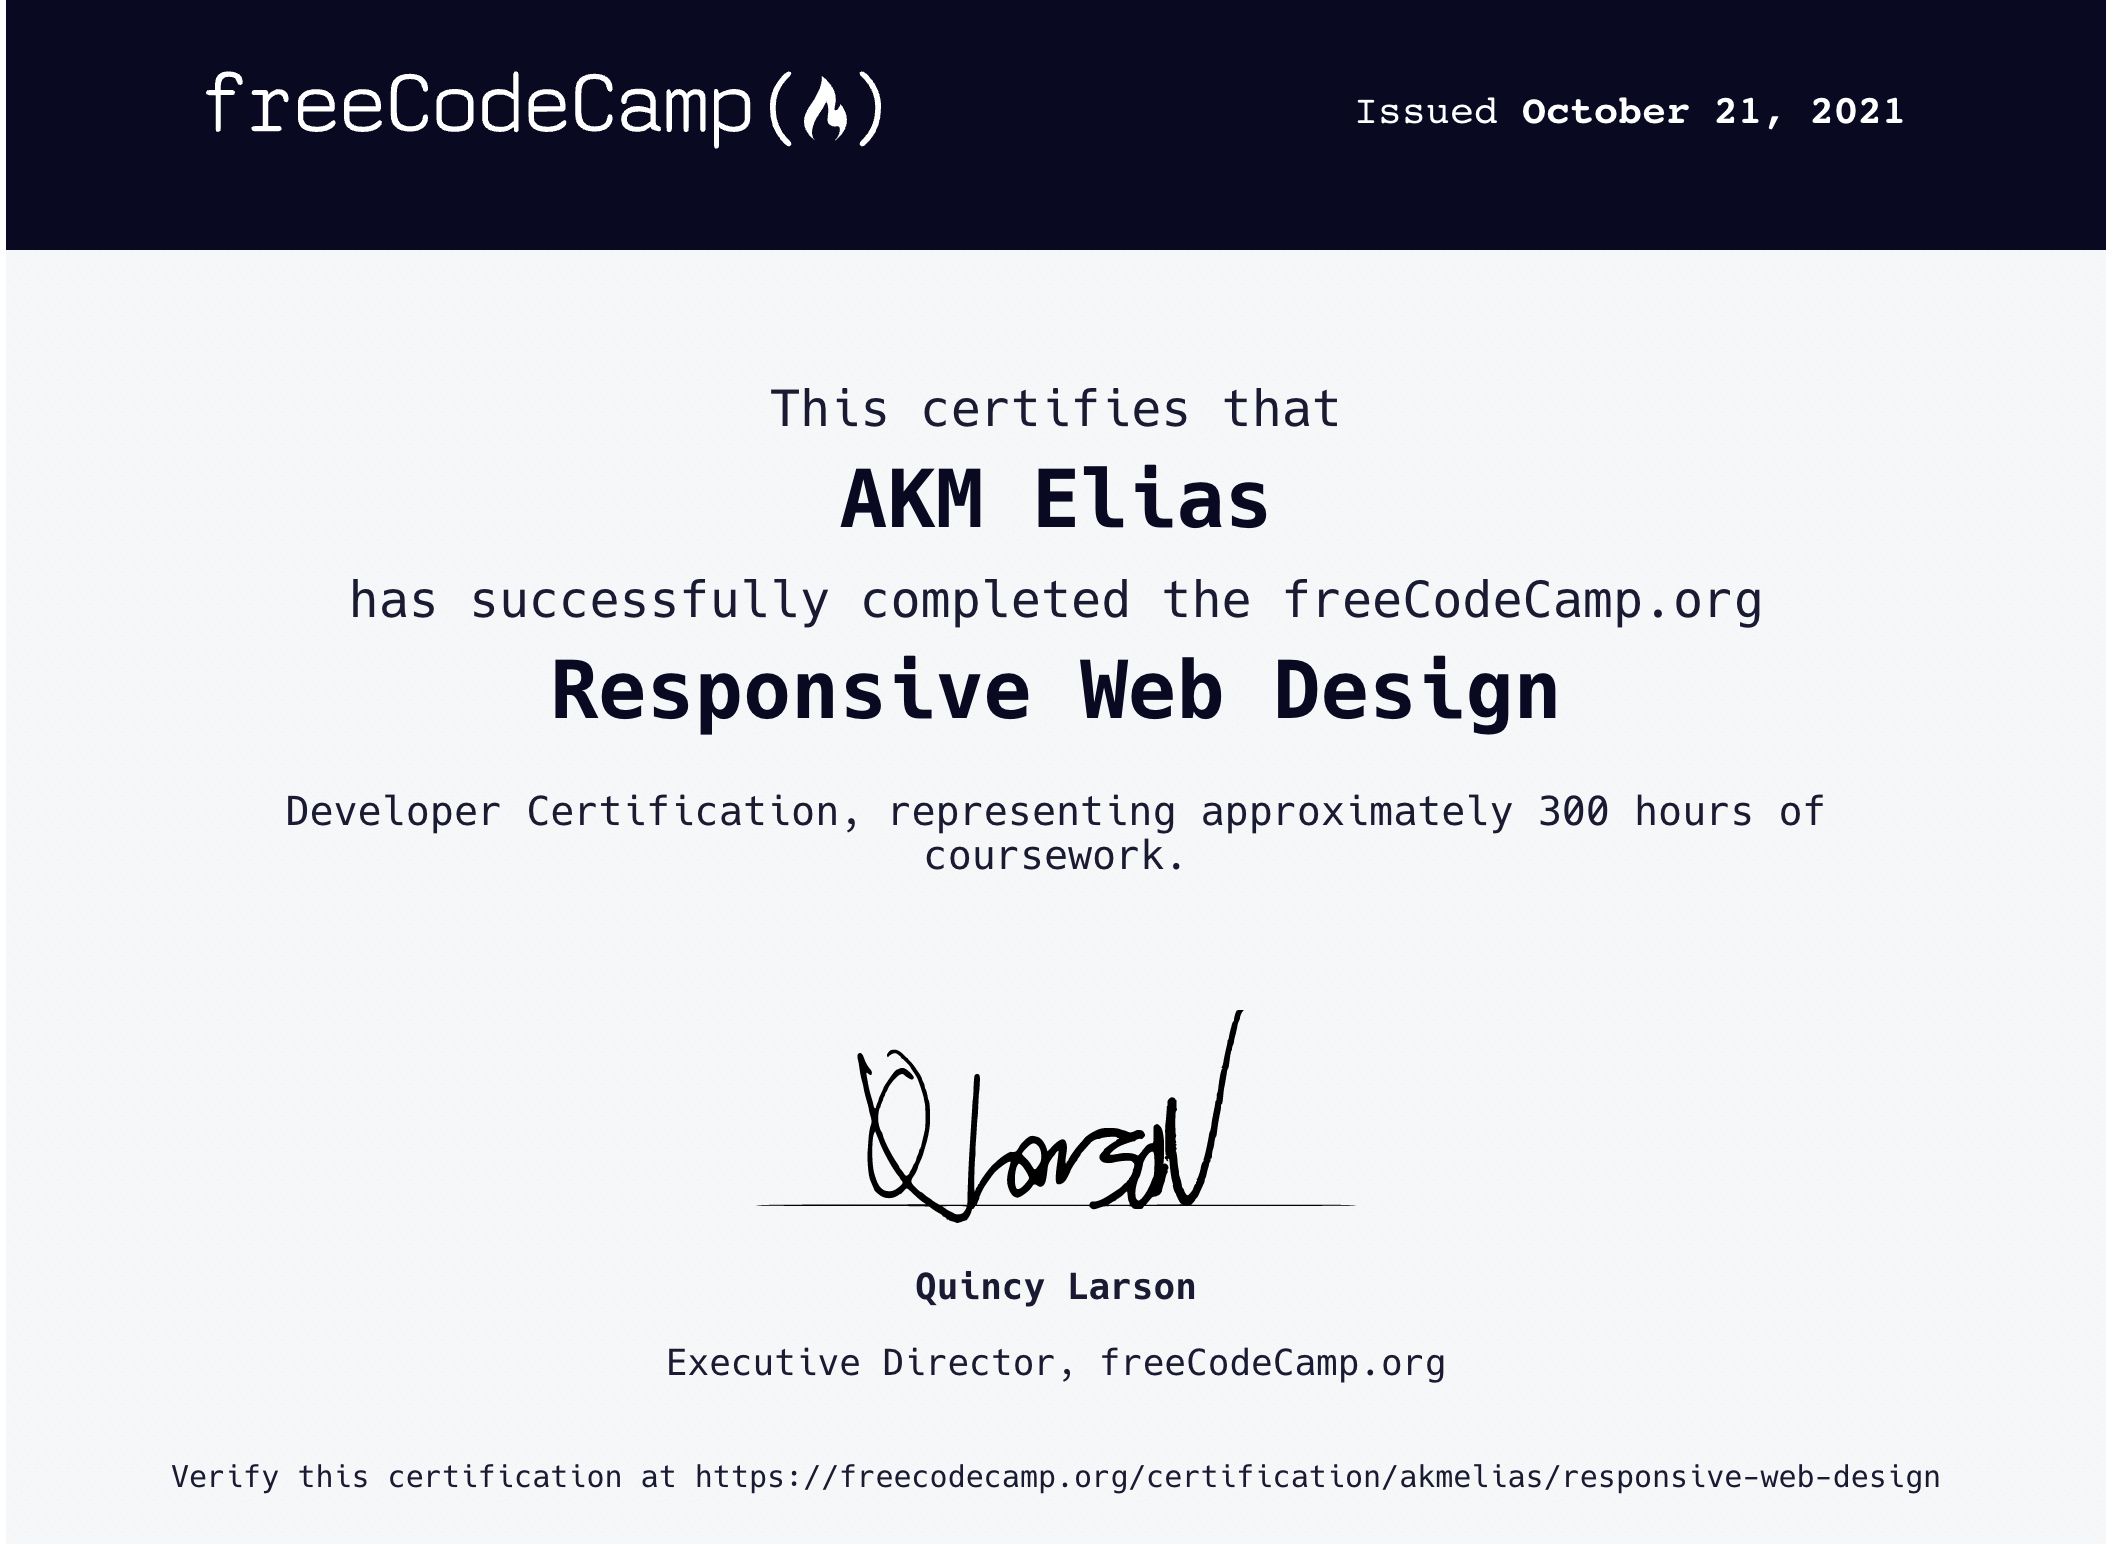 freeCodeCamp(🔥)
Issued October 21, 2021
This certifies that
AKM Elias
has successfully completed the freeCodeCamp.org
Responsive Web Design
Developer Certification, representing approximately 300 hours of
coursework.
Q Larson
Quincy Larson
Executive Director, freeCodeCamp.org
Verify this certification at https://freecodecamp.org/certification/akmelias/responsive-web-design